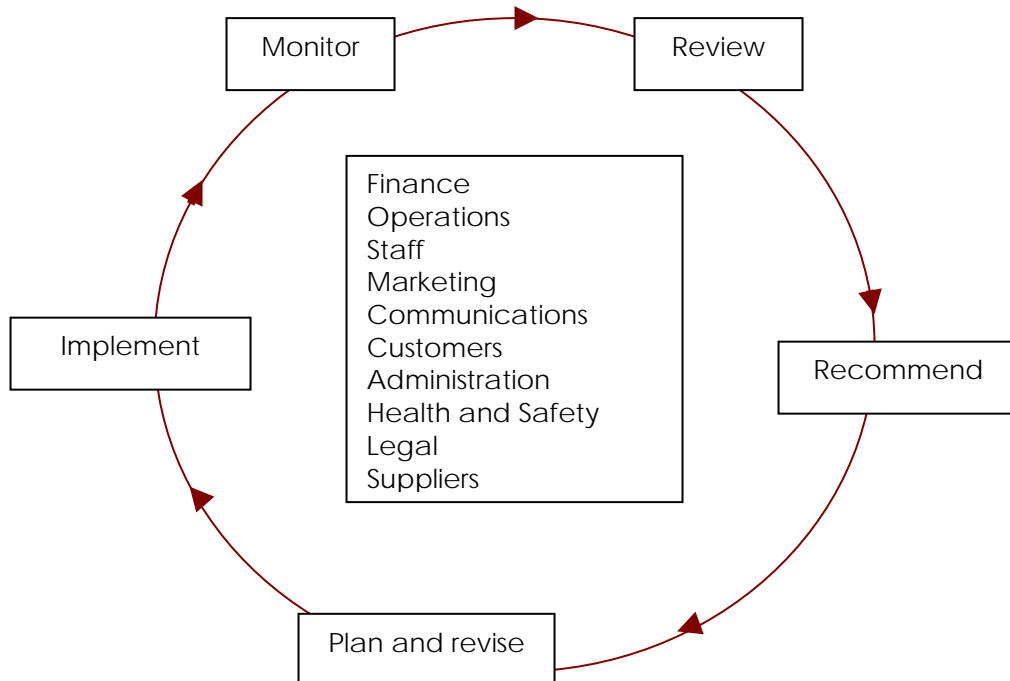 Monitor
Review
Finance
Operations
Staff
Marketing
Communications
Customers
Administration
Health and Safety
Legal
Suppliers
Implement
Recommend
Plan and revise